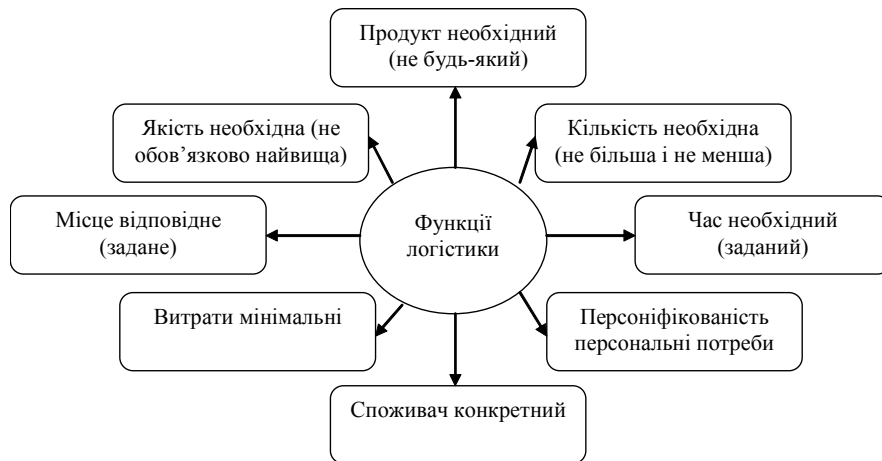 Продукт необхідний
(не будь-який)
Якість необхідна (не
обов’язково найвища)
Кількість необхідна
(не більша і не менша)
Місце відповідне
(задане)
Функції
логістики
Час необхідний
(заданий)
Витрати мінімальні
Персоніфікованість
персональні потреби
Споживач конкретний